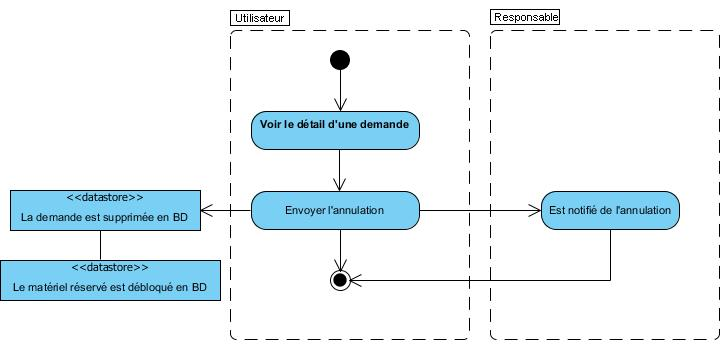 Utilisateur
Responsable
Voir le détail d'une demande
<<datastore>>
La demande est supprimée en BD
Envoyer l'annulation
Est notifié de l'annulation
<<datastore>>
Le matériel réservé est débloqué en BD